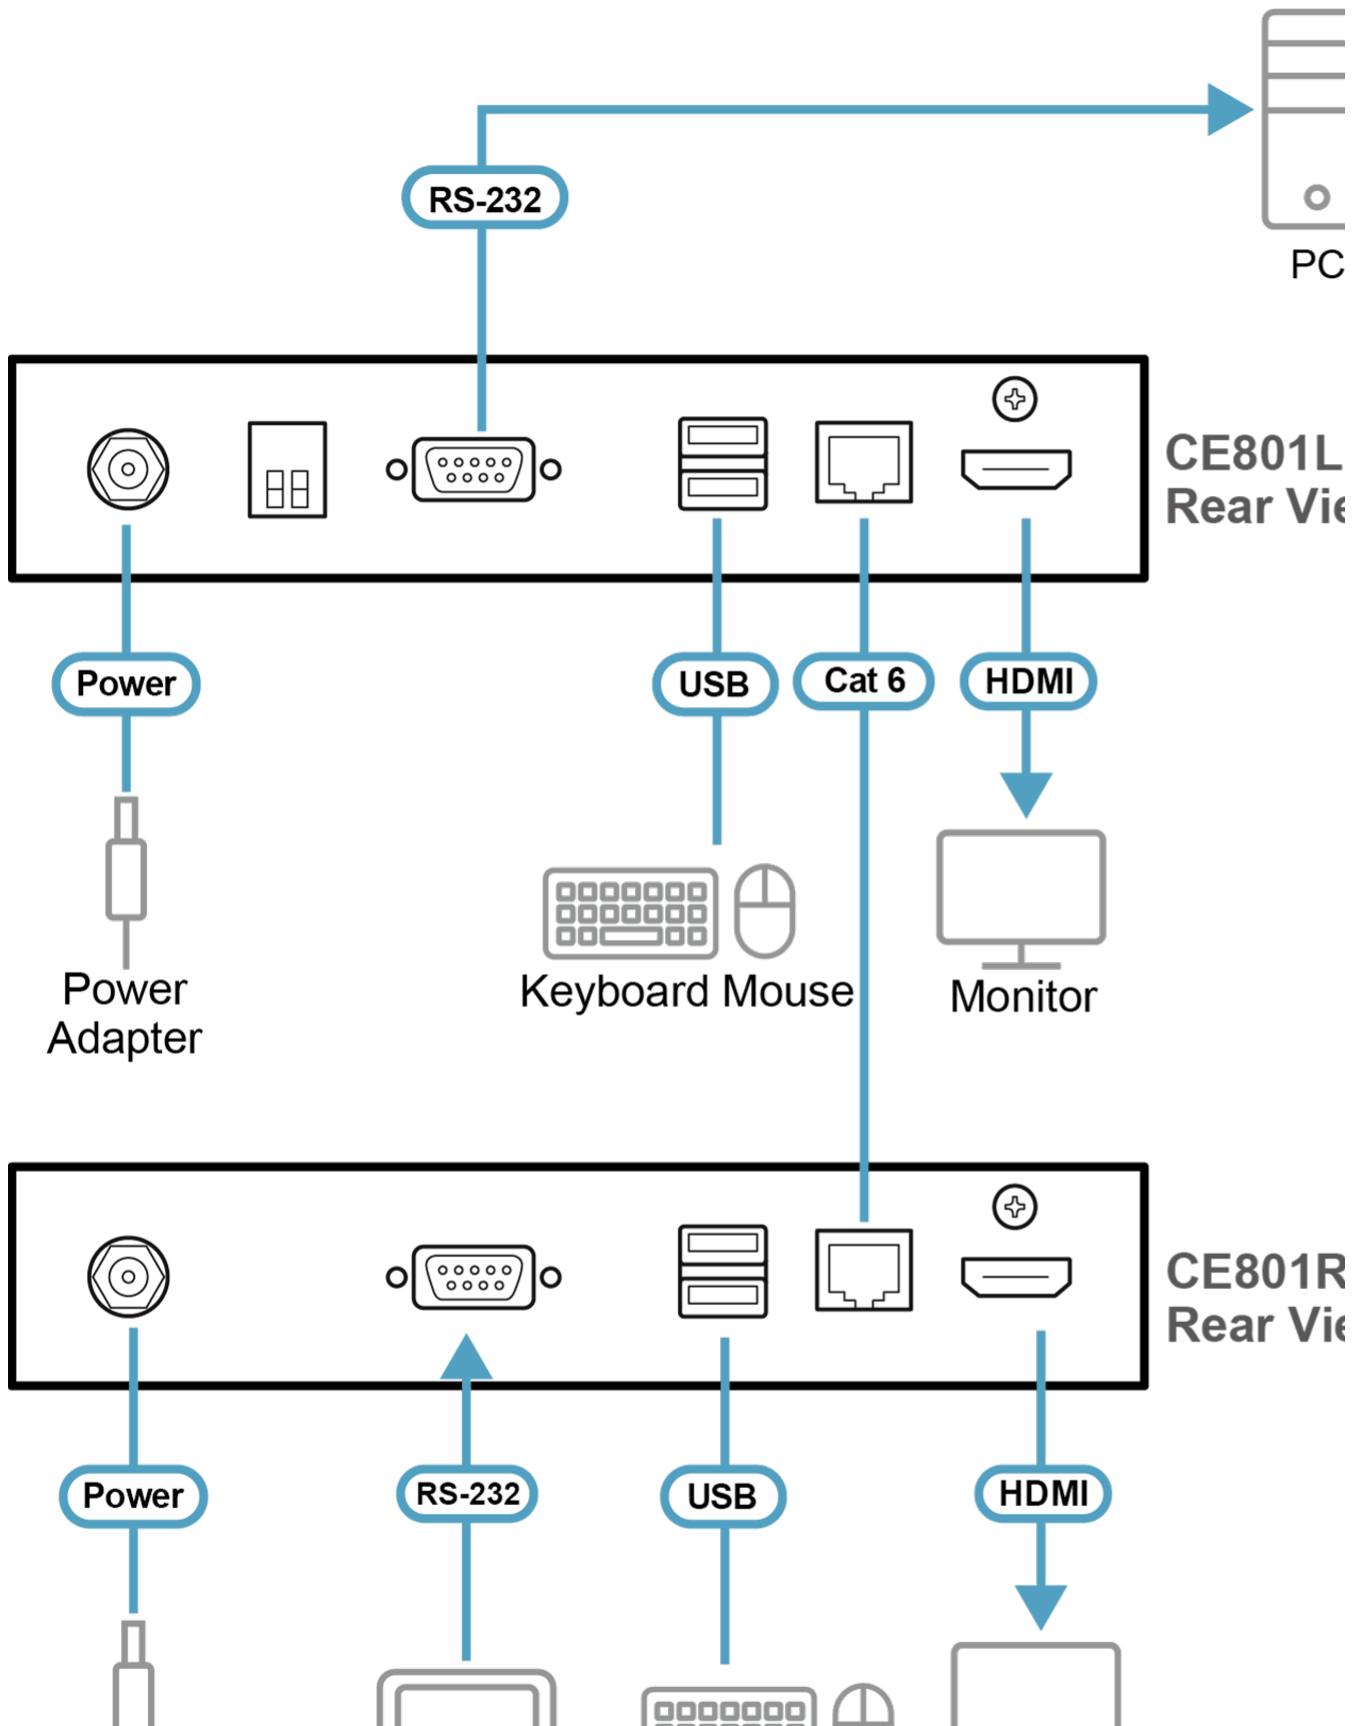 RS-232
PC
CE801L
Rear Vie
Power
USB
Cat 6
HDMI
Power
Adapter
Keyboard Mouse
Monitor
CE801R
Rear Vie
Power
RS-232
USB
HDMI